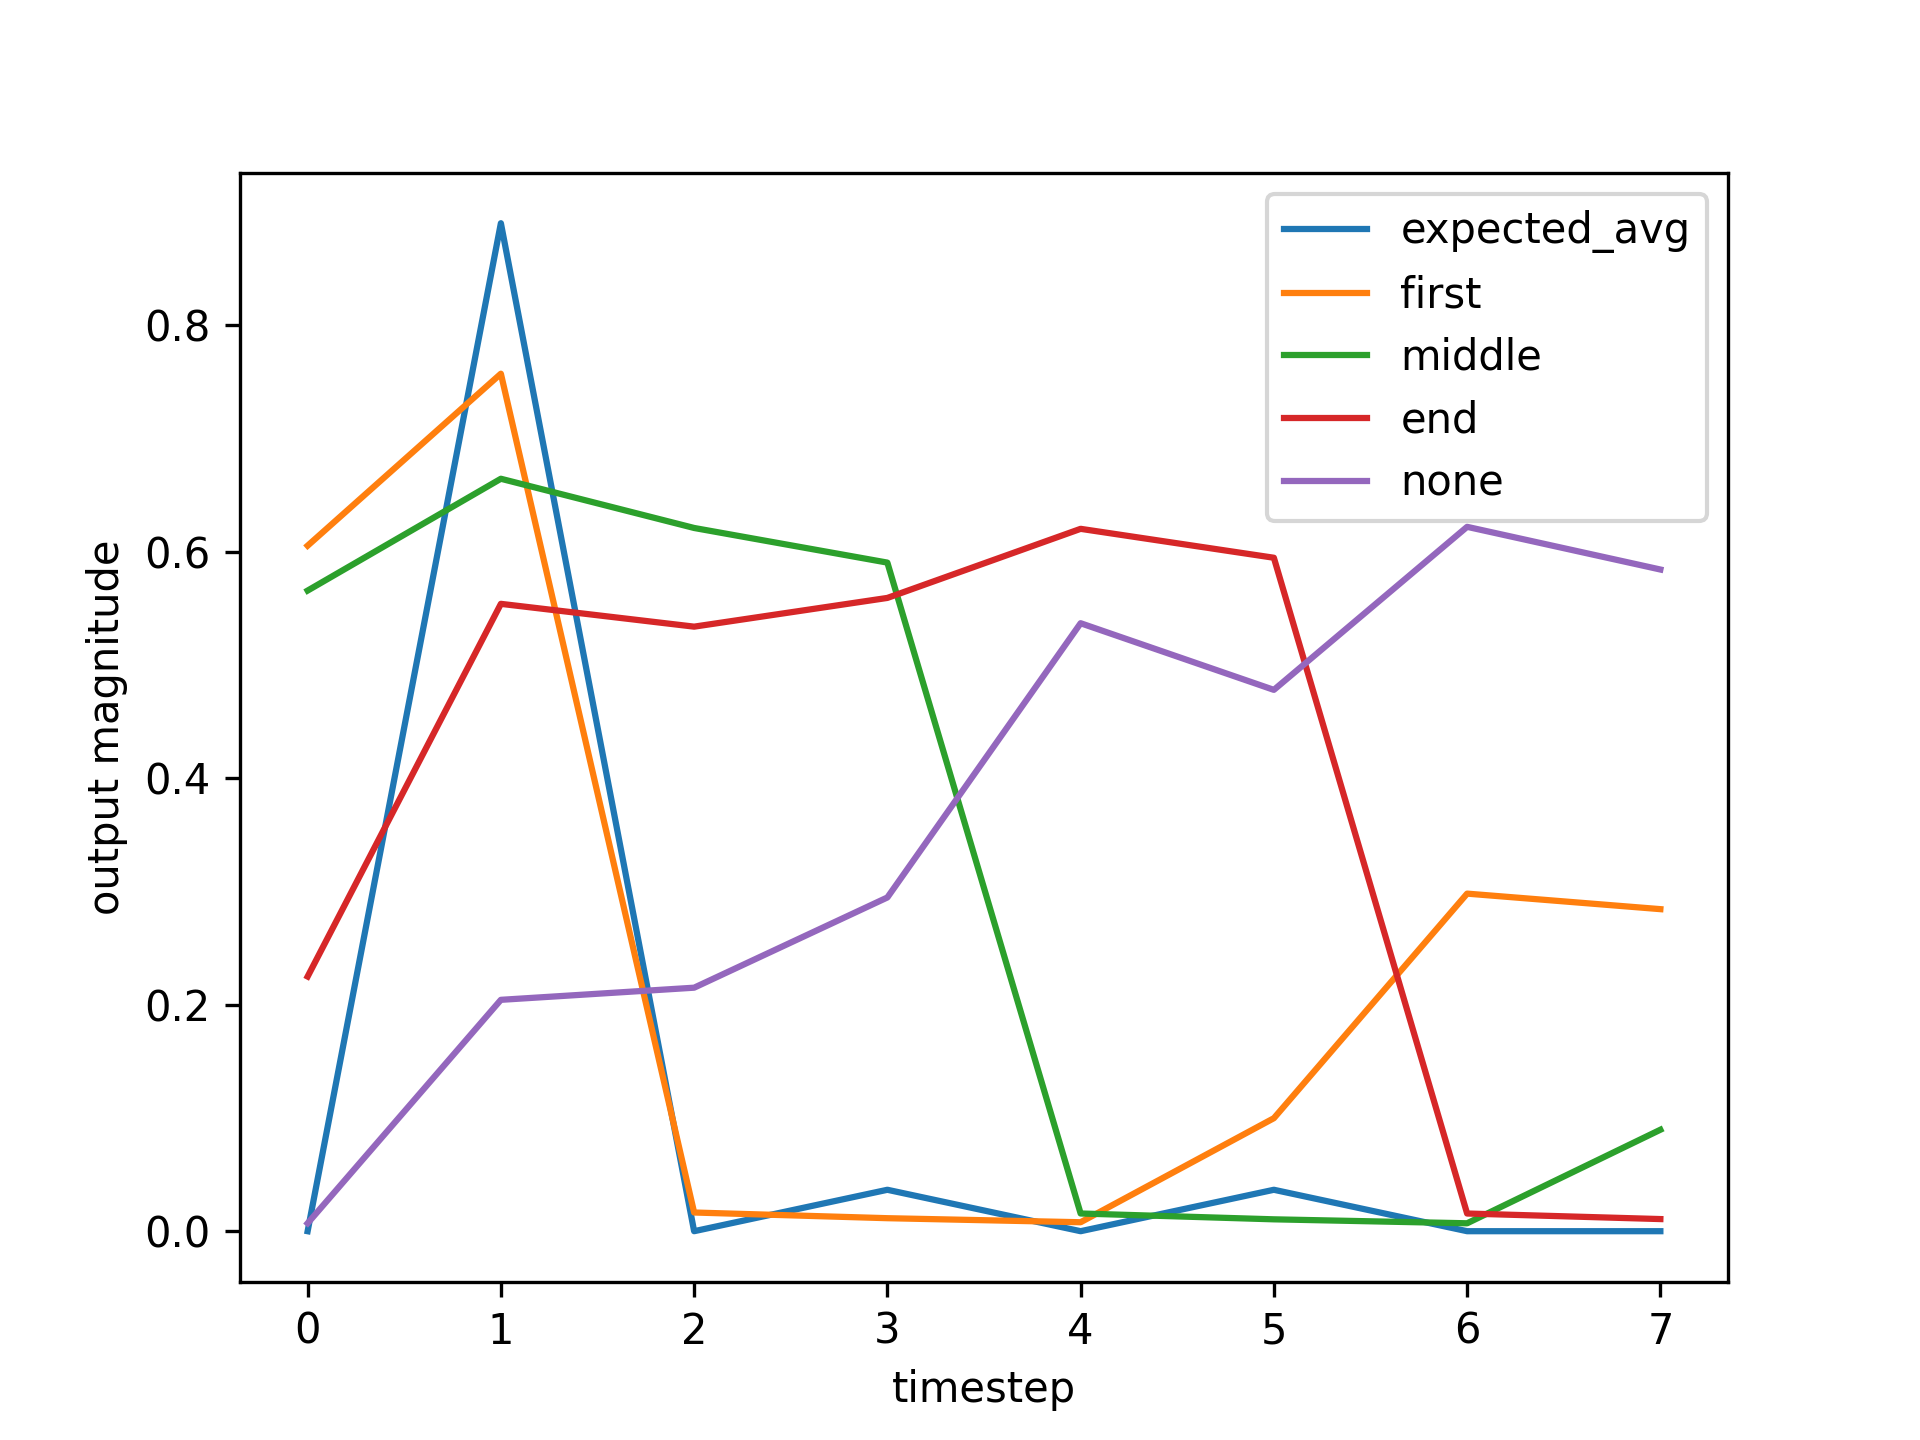 expected_avg
first
middle
end
none
output magnitude
0.8
0.6
0.4
0.2
0.0
0 1 2 3 4 5 6 7
timestep